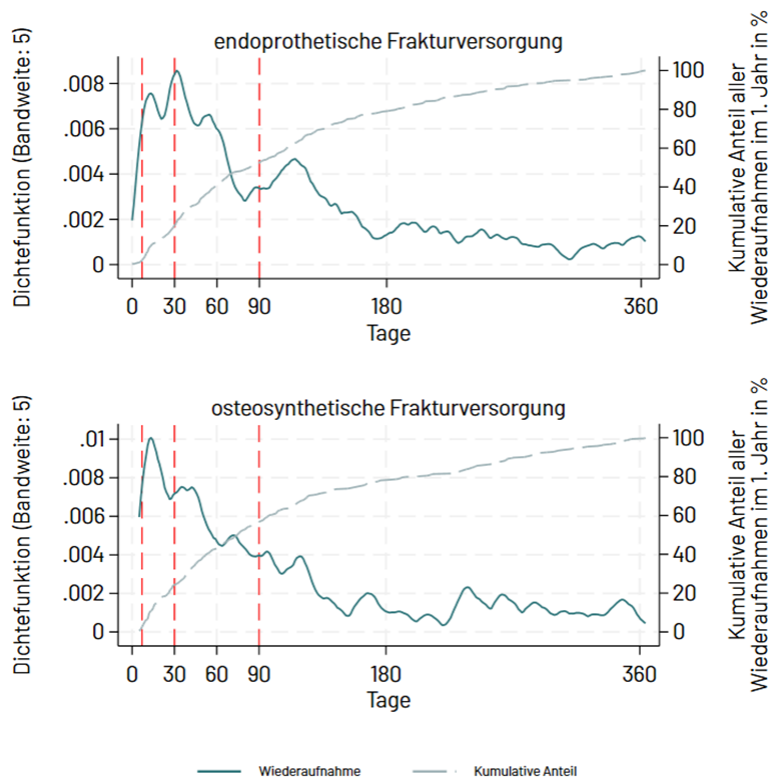 endoprothetische Frakturversorgung
Dichtefunktion (Bandweite: 5)
.008
.006
.004
.002
0
100
80
60
40
20
0
Kumulative Anteil aller
Wiederaufnahmen im 1. Jahr in %
0 30 60 90 180 360
Tage
osteosynthetische Frakturversorgung
Dichtefunktion (Bandweite: 5)
.01
.008
.006
.004
.002
0
100
80
60
40
20
0
Kumulative Anteil aller
Wiederaufnahmen im 1. Jahr in %
0 30 60 90 180 360
Tage
Wiederaufnahme Kumulative Anteil